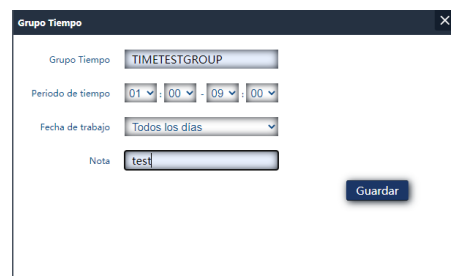 Grupo Tiempo
Grupo Tiempo TIMETESTGROUP
Periodo de tiempo 01 : 00 - 09 : 00
Fecha de trabajo Todos los días
Nota test
Guardar